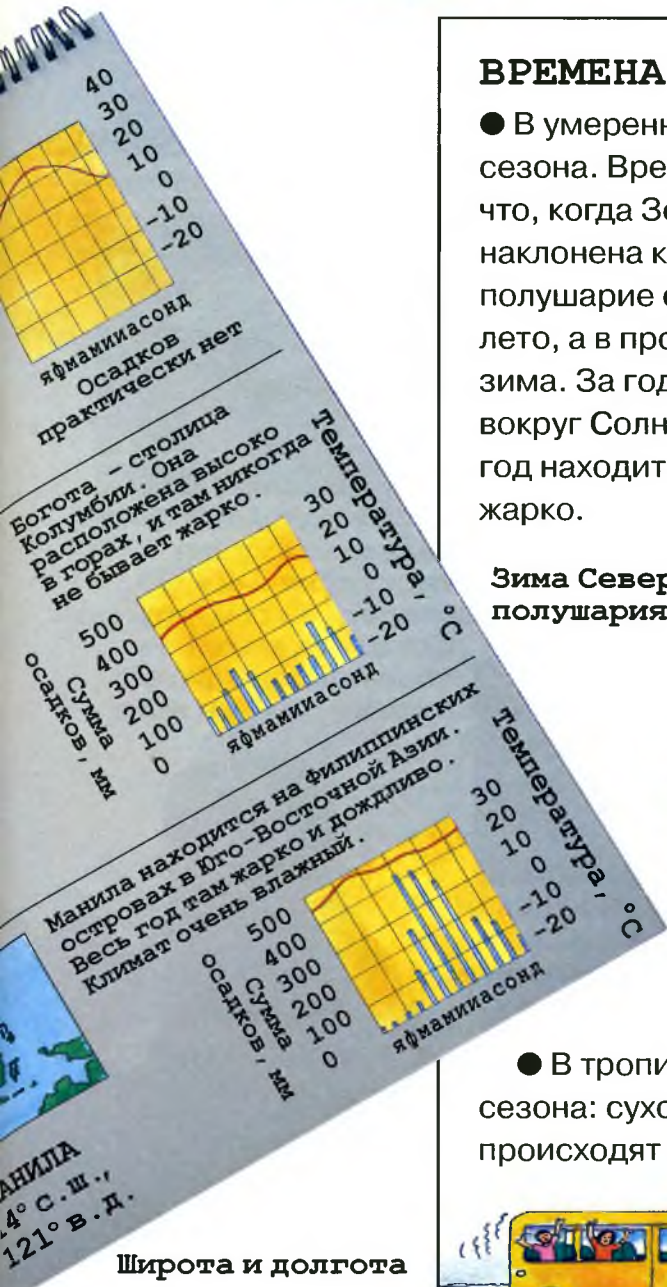 40
30
20
10
0
-10
-20
яфмамииасонд
Осадков
практически нет
Богота – столица
Колумбии. Она
расположена высоко
в горах, и там никогда
не бывает жарко.
500
400
300
200
100
0
Сумма
осадков, мм
яфмамииасонд
30
20
10
0
-10
-20
Температура, °C
Манила находится на Филиппинских
островах в Юго-Восточной Азии.
Весь год там жарко и дождливо.
Климат очень влажный.
500
400
300
200
100
0
Сумма
осадков, мм
яфмамииасонд
30
20
10
0
-10
-20
Температура, °C
АНИЛА
4° с.ш.,
121° в.д.
Широта и долгота
ВРЕМЕНА
● В умеренн
сезона. Вре
что, когда Зе
наклонена к
полушарие
лето, а в про
зима. За год
вокруг Солн
год находит
жарко.
Зима Север
полушария
● В тропи
сезона: сухо
происходят